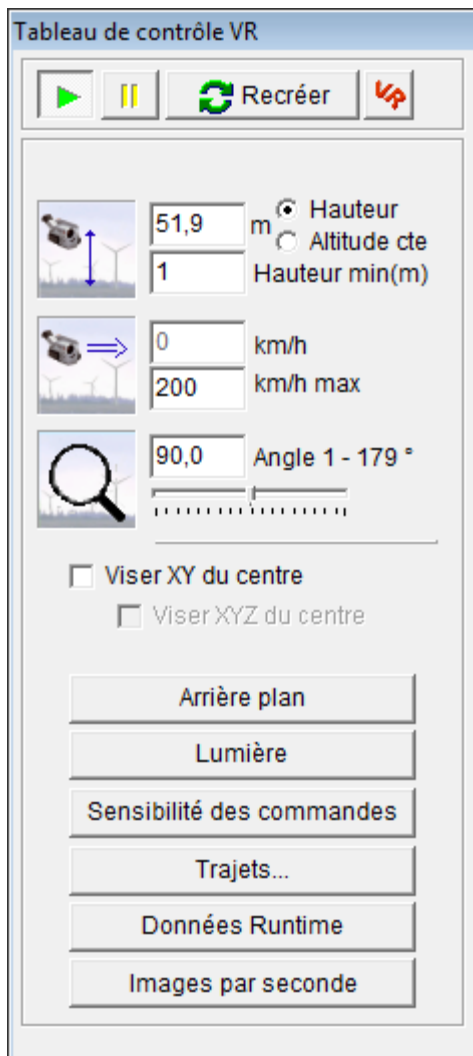 Tableau de contrôle VR
Recréer VR
51,9 m Hauteur
Altitude cte
1 Hauteur min(m)
0 km/h
200 km/h max
90,0 Angle 1 - 179 °
Viser XY du centre
Viser XYZ du centre
Arrière plan
Lumière
Sensibilité des commandes
Trajets...
Données Runtime
Images par seconde